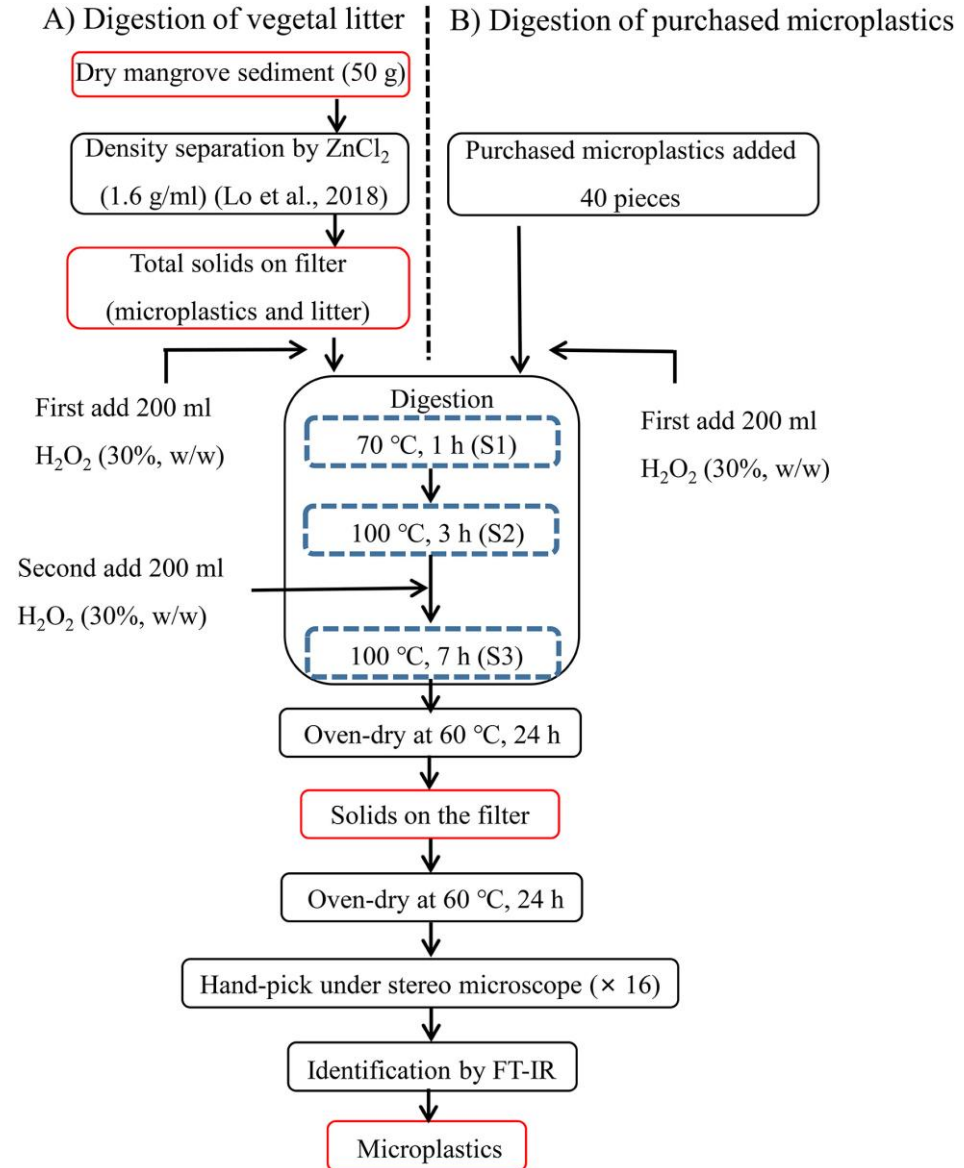 A) Digestion of vegetal litter
B) Digestion of purchased microplastics
Dry mangrove sediment (50 g)
Density separation by ZnCl₂
(1.6 g/ml) (Lo et al., 2018)
Purchased microplastics added
40 pieces
Total solids on filter
(microplastics and litter)
First add 200 ml
H₂O₂ (30%, w/w)
First add 200 ml
H₂O₂ (30%, w/w)
Digestion
70 ℃, 1 h (S1)
100 ℃, 3 h (S2)
Second add 200 ml
H₂O₂ (30%, w/w)
100 ℃, 7 h (S3)
Oven-dry at 60 ℃, 24 h
Solids on the filter
Oven-dry at 60 ℃, 24 h
Hand-pick under stereo microscope (× 16)
Identification by FT-IR
Microplastics